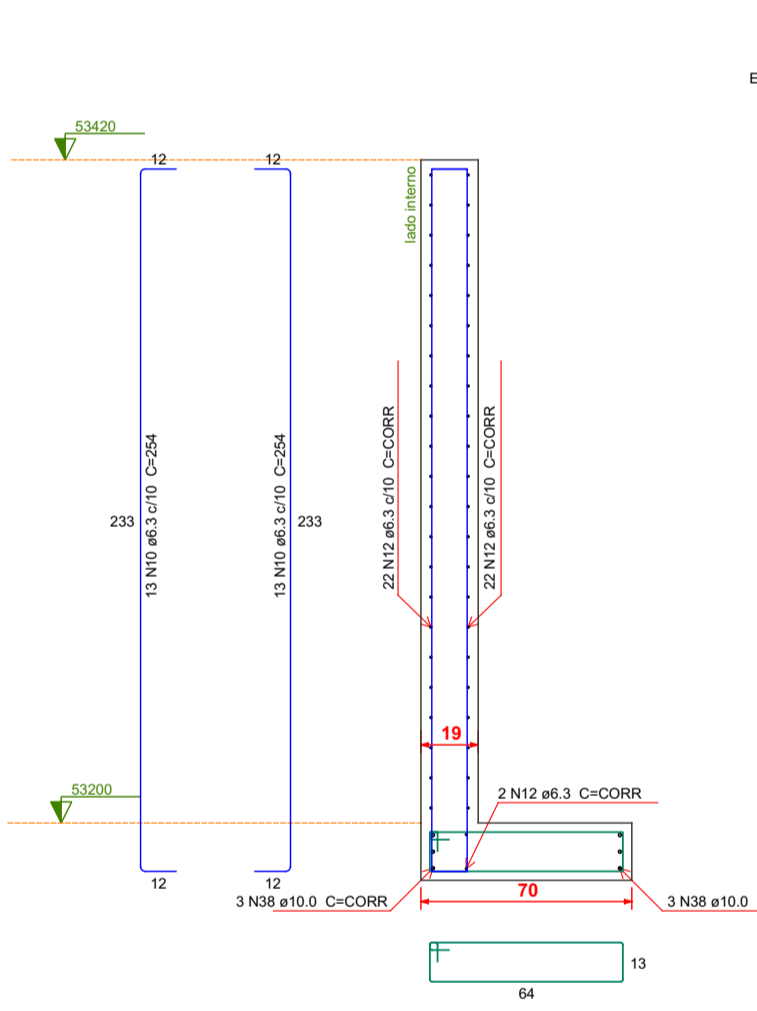 E
53420
12
12
lado interno
13 N10 ø6.3 c/10 C=254
13 N10 ø6.3 c/10 C=254
233
233
22 N12 ø6.3 c/10 C=CORR
22 N12 ø6.3 c/10 C=CORR
19
53200
2 N12 ø6.3 C=CORR
12
12
3 N38 ø10.0 C=CORR
70
3 N38 ø10.0
13
64